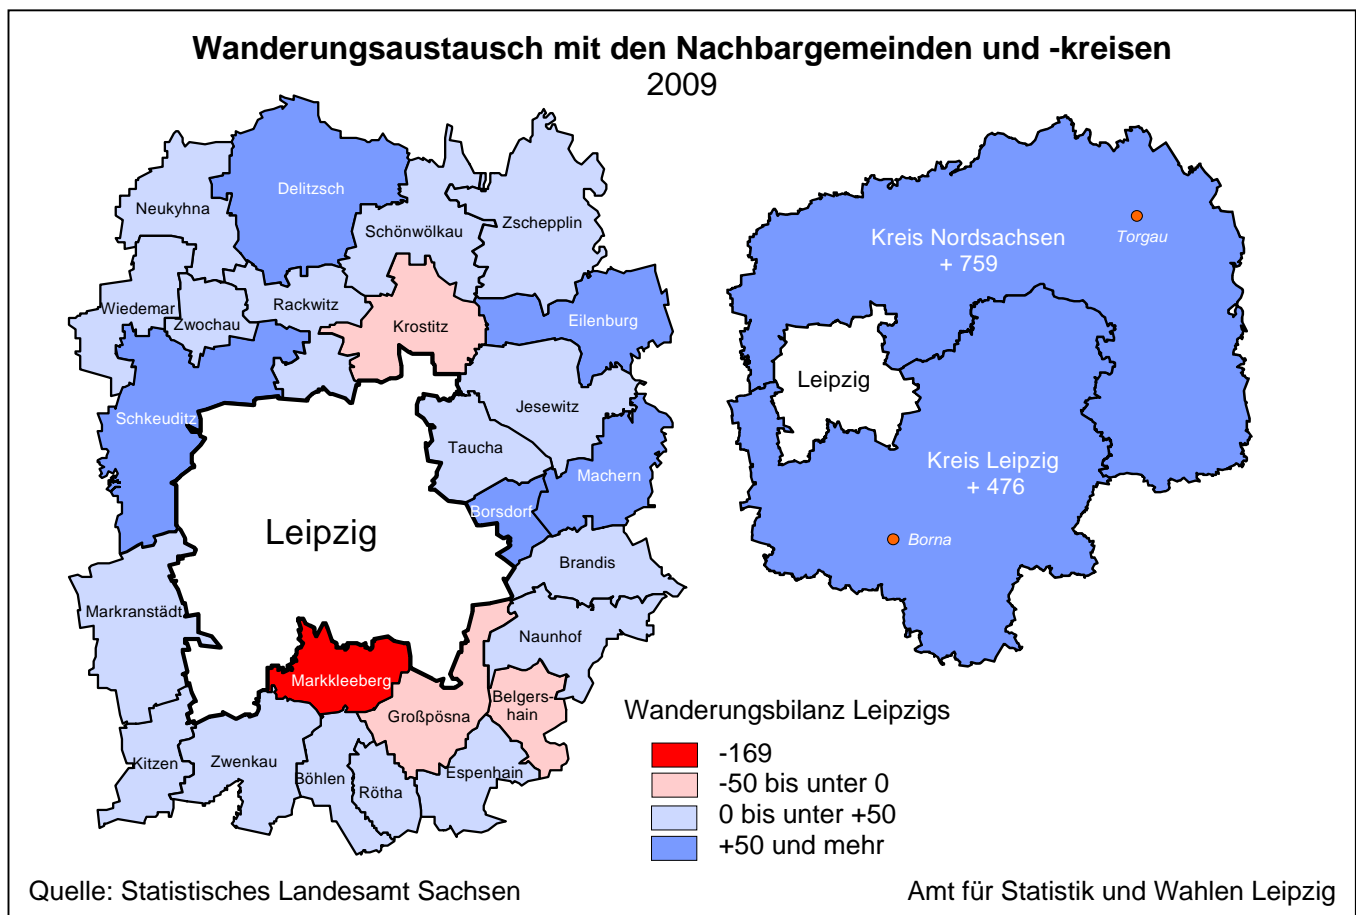 Wanderungsaustausch mit den Nachbargemeinden und -kreisen
2009
Neukyhna
Delitzsch
Schönwölkau
Zschepplin
Wiedemar
Zwochau
Rackwitz
Krostitz
Eilenburg
Schkeuditz
Jesewitz
Taucha
Machern
Borsdorf
Leipzig
Brandis
Markranstädt
Naunhof
Markkleeberg
Großpösna
Belgers-
hain
Kitzen
Zwenkau
Böhlen
Rötha
Espenhain
Kreis Nordsachsen
+ 759
Torgau
Leipzig
Kreis Leipzig
+ 476
Borna
Wanderungsbilanz Leipzigs
-169
-50 bis unter 0
0 bis unter +50
+50 und mehr
Quelle: Statistisches Landesamt Sachsen
Amt für Statistik und Wahlen Leipzig